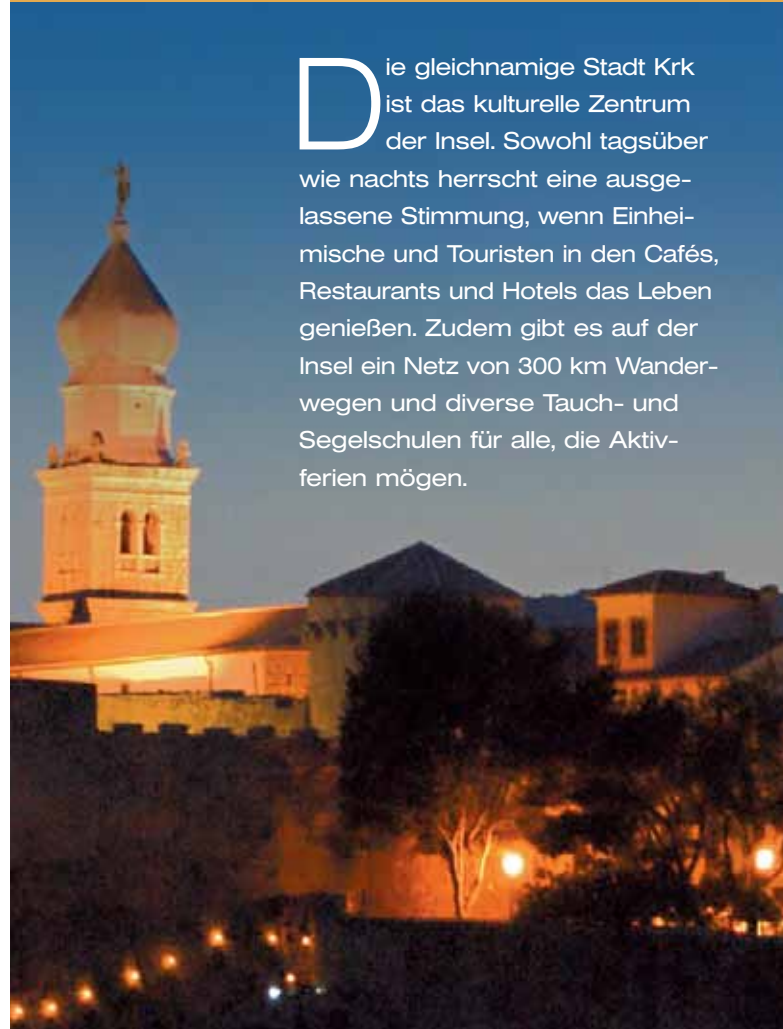 Die gleichnamige Stadt Krk
ist das kulturelle Zentrum
der Insel. Sowohl tagsüber
wie nachts herrscht eine ausge-
lassene Stimmung, wenn Einhei-
mische und Touristen in den Cafés,
Restaurants und Hotels das Leben
genießen. Zudem gibt es auf der
Insel ein Netz von 300 km Wander-
wegen und diverse Tauch- und
Segelschulen für alle, die Aktiv-
ferien mögen.